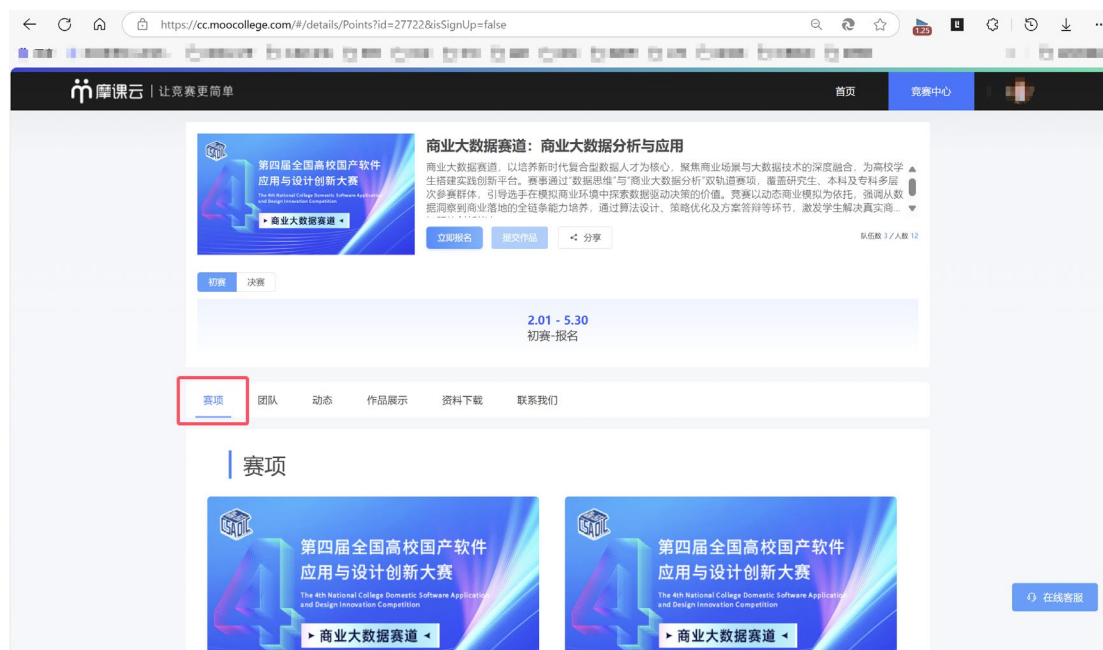 https://cc.moocollege.com/#/details/Points?id=27722&isSignUp=false
1.25
摩课云 | 让竞赛更简单
首页
竞赛中心
第四届全国高校国产软件
应用与设计创新大赛
The 4th National College Domestic Software Application
and Design Innovation Competition
商业大数据赛道
商业大数据赛道：商业大数据分析与应用
商业大数据赛道，以培养新时代复合型数据人才为核心，聚焦商业场景与大数据技术的深度融合，为高校学
生搭建实践创新平台。赛事通过“数据思维”与“商业大数据分析”双轨道赛项，覆盖研究生、本科及专科多层
次参赛群体，引导选手在模拟商业环境中探索数据驱动决策的价值。竞赛以动态商业模拟为依托，强调从数
据洞察到商业落地的全链条能力培养，通过算法设计、策略优化及方案答辩等环节，激发学生解决真实商...
立即报名
提交作品
分享
队伍数 3 / 人数 12
初赛
决赛
2.01 - 5.30
初赛-报名
赛项
团队
动态
作品展示
资料下载
联系我们
赛项
CSADIC
第四届全国高校国产软件
应用与设计创新大赛
The 4th National College Domestic Software Application
and Design Innovation Competition
商业大数据赛道
CSADIC
第四届全国高校国产软件
应用与设计创新大赛
The 4th National College Domestic Software Application
and Design Innovation Competition
商业大数据赛道
在线客服